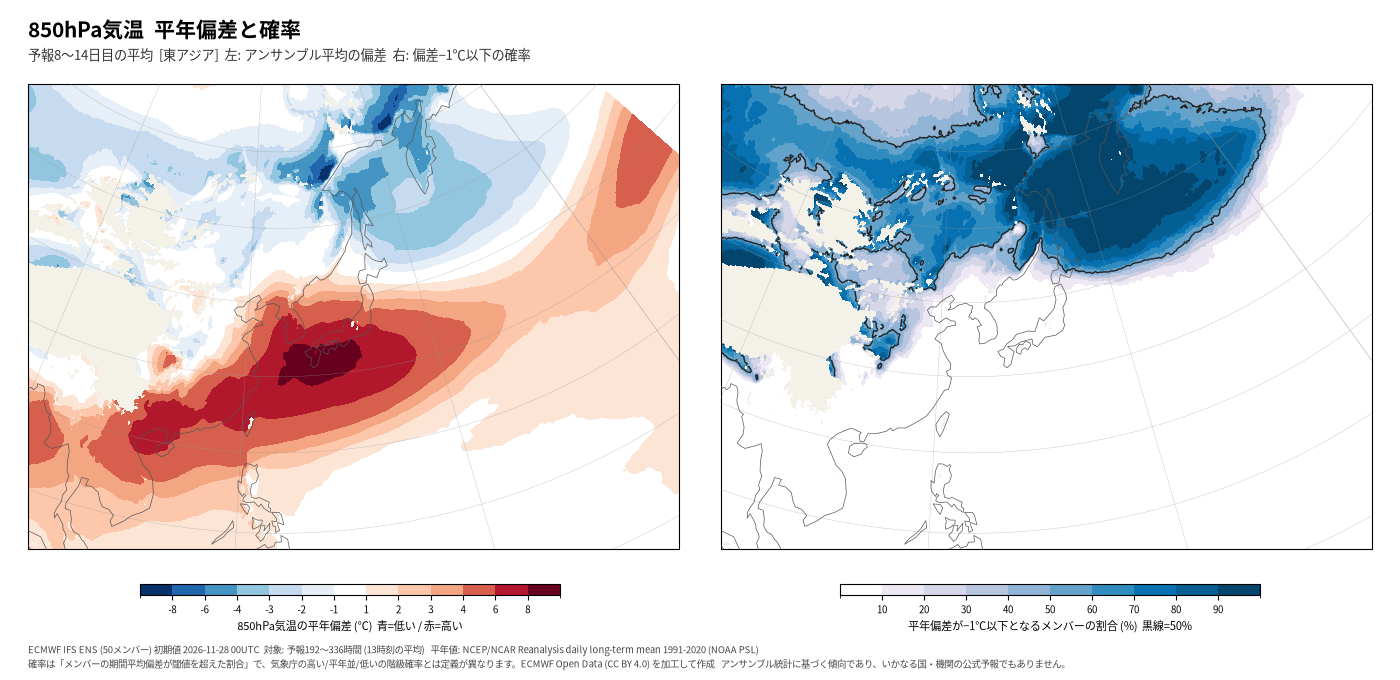 850hPa気温 平年偏差と確率
予報8～14日目の平均 [東アジア] 左: アンサンブル平均の偏差 右: 偏差−1℃以下の確率
-8 -6 -4 -3 -2 -1 1 2 3 4 6 8
850hPa気温の平年偏差 (℃) 青=低い / 赤=高い
10 20 30 40 50 60 70 80 90
平年偏差が−1℃以下となるメンバーの割合 (%) 黒線=50%
ECMWF IFS ENS (50メンバー) 初期値 2026-11-28 00UTC 対象: 予報192～336時間 (13時刻の平均) 平年値: NCEP/NCAR Reanalysis daily long-term mean 1991-2020 (NOAA PSL)
確率は「メンバーの期間平均偏差が閾値を超えた割合」で、気象庁の高い/平年並/低いの階級確率とは定義が異なります。ECMWF Open Data (CC BY 4.0) を加工して作成 アンサンブル統計に基づく傾向であり、いかなる国・機関の公式予報でもありません。